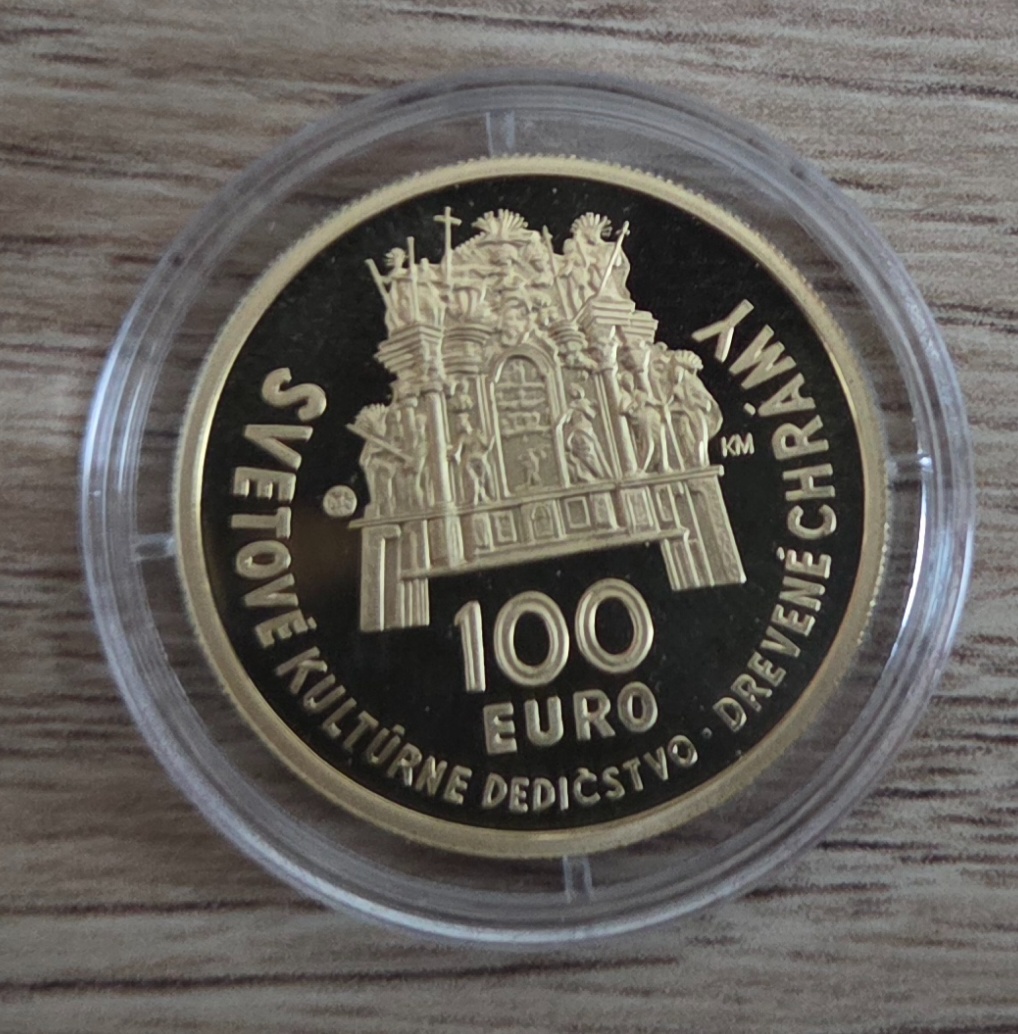 SVETOVÉ KULTÚRNE DEDIČSTVO · DREVENÉ CHRÁMY
KM
100
EURO